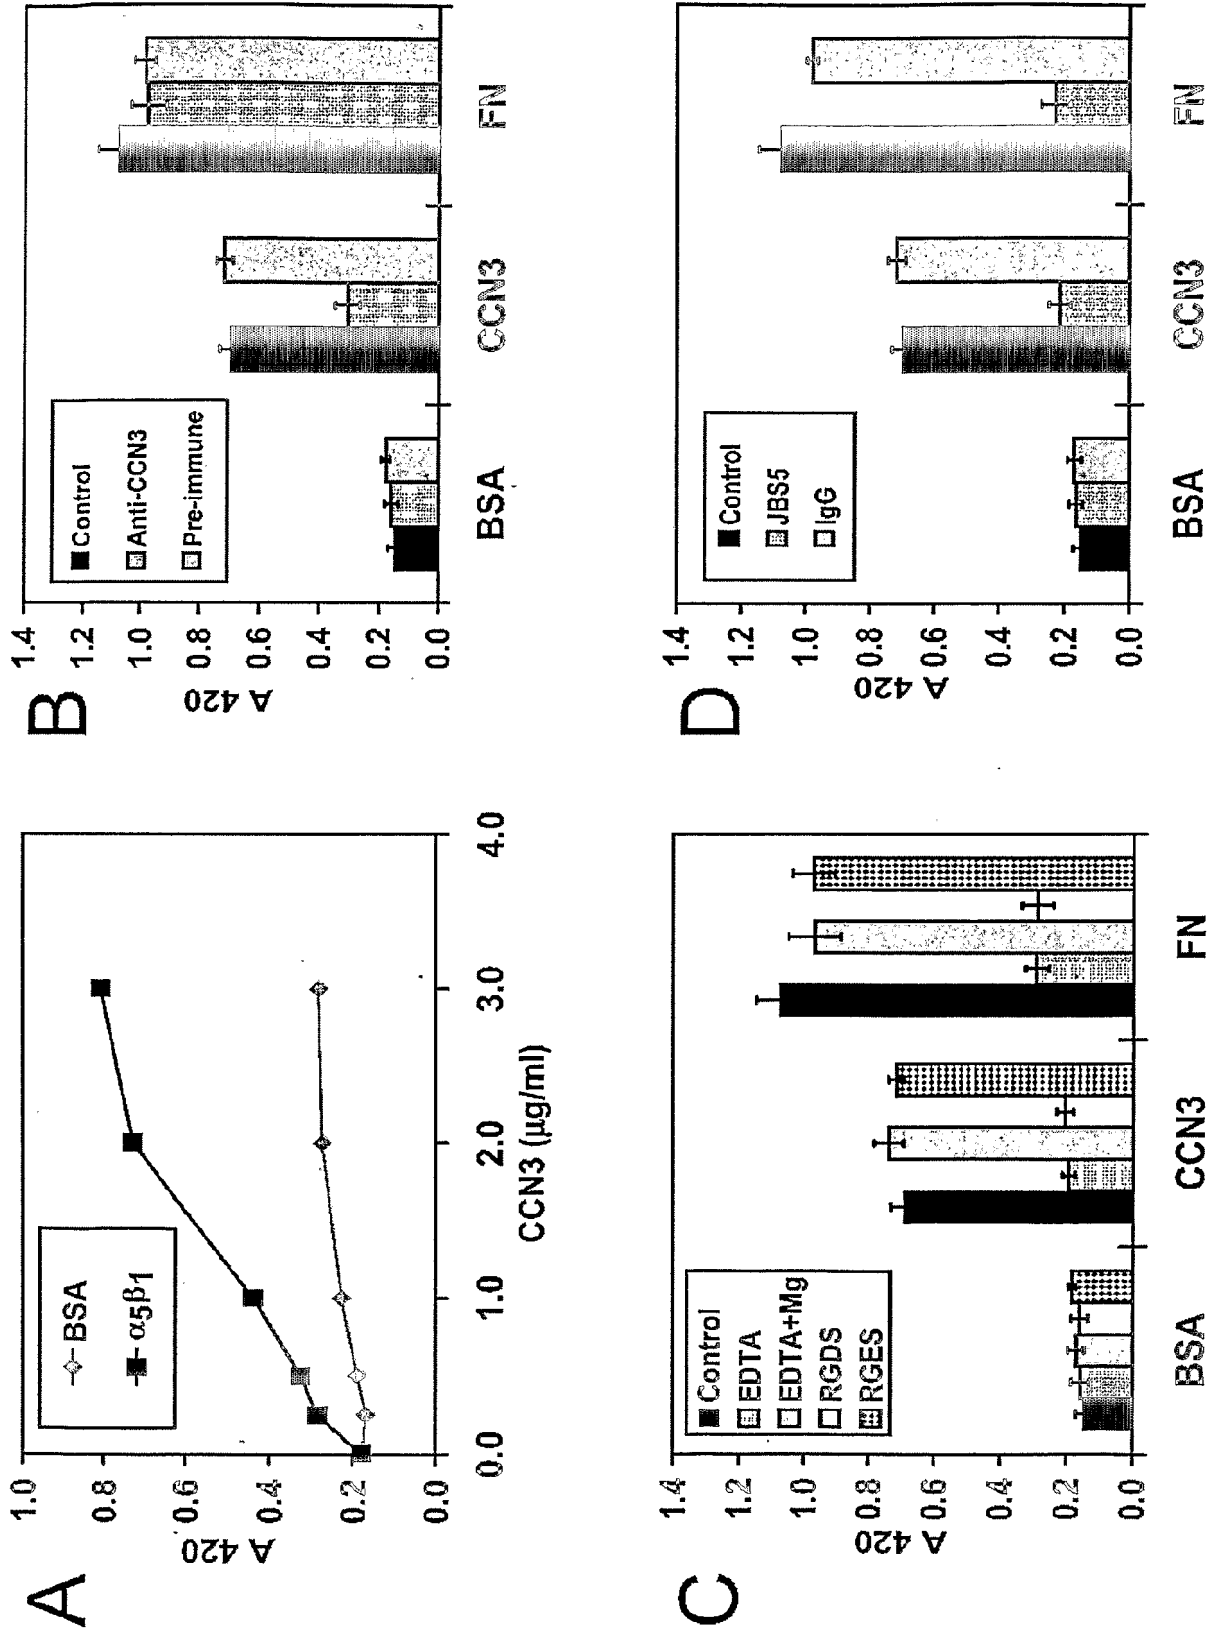 A
A 420
1.0
0.8
0.6
0.4
0.2
0.0
BSA
α5β1
0.0 1.0 2.0 3.0 4.0
CCN3 (μg/ml)
B
A 420
1.4
1.2
1.0
0.8
0.6
0.4
0.2
0.0
Control
Anti-CCN3
Pre-immune
BSA CCN3 FN
C
A 420
1.4
1.2
1.0
0.8
0.6
0.4
0.2
0.0
Control
EDTA
EDTA+Mg
RGDS
RGES
BSA CCN3 FN
D
A 420
1.4
1.2
1.0
0.8
0.6
0.4
0.2
0.0
Control
JBS5
IgG
BSA CCN3 FN